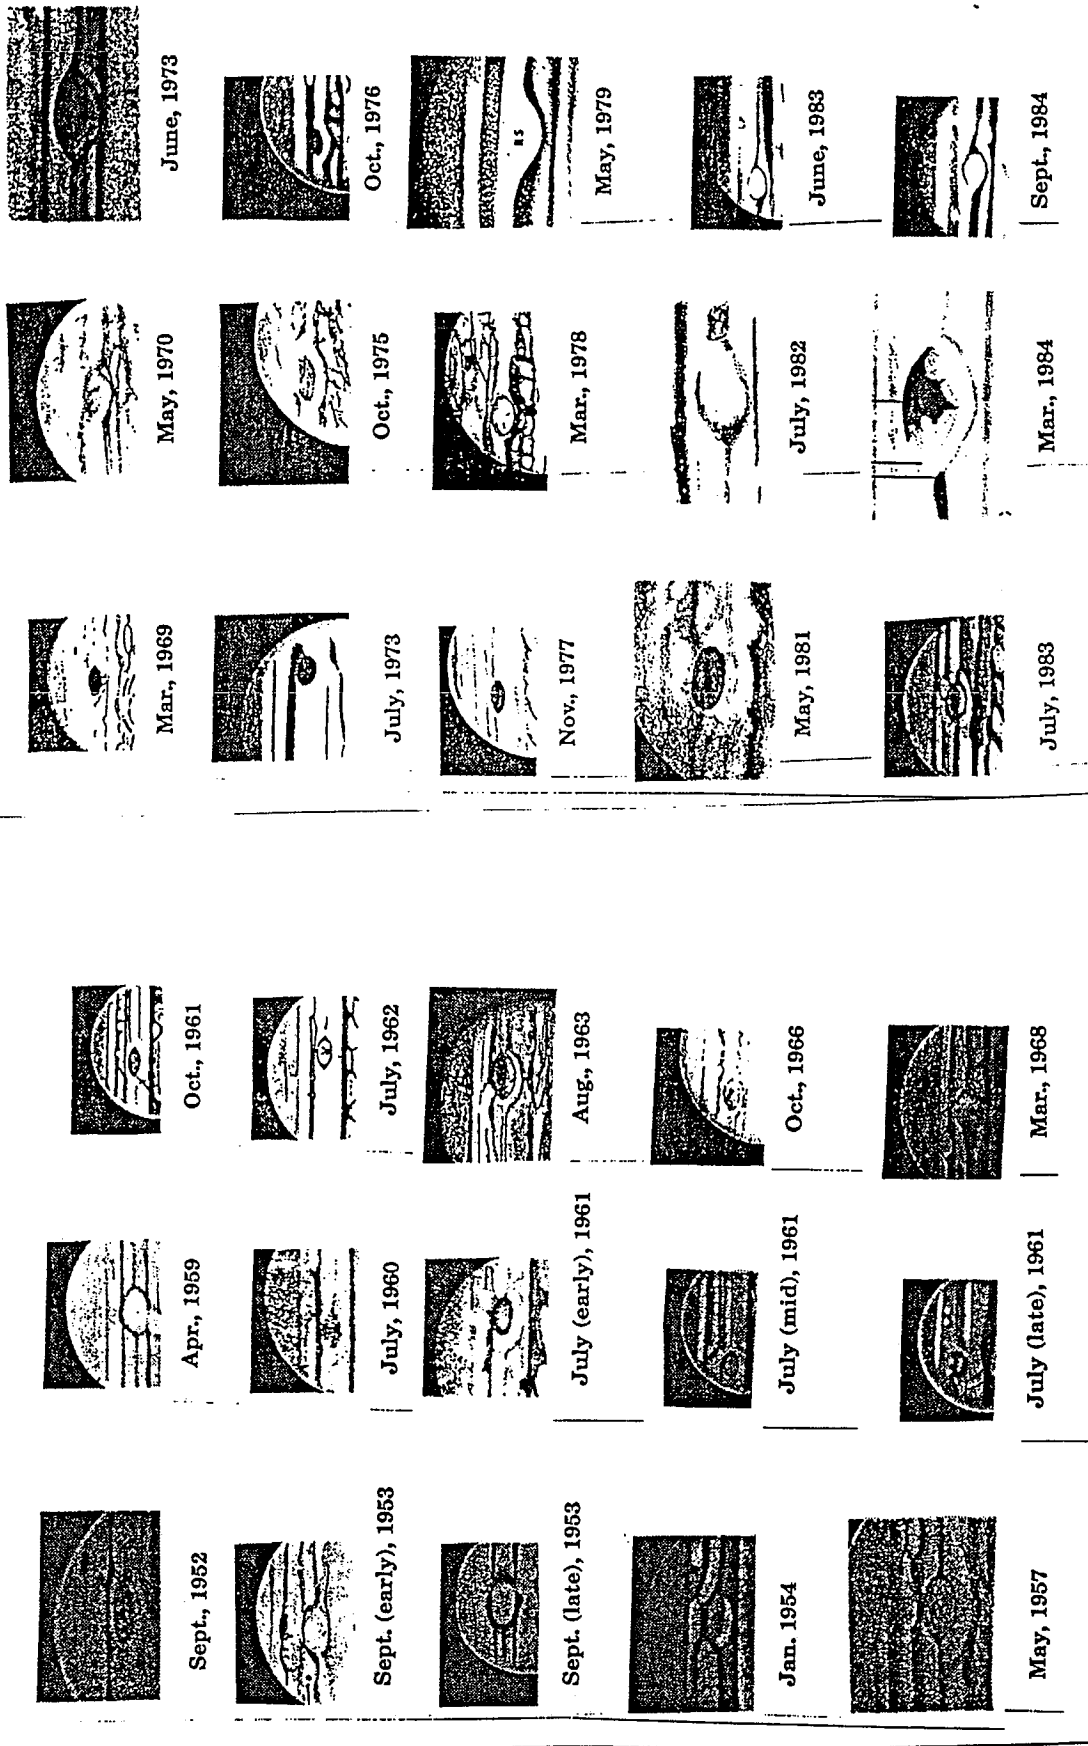 Sept., 1952
Sept. (early), 1953
Sept. (late), 1953
Jan. 1954
May, 1957
Apr., 1959
July, 1960
July (early), 1961
July (mid), 1961
July (late), 1961
Oct., 1961
July, 1962
Aug., 1963
Oct., 1966
Mar., 1968
Mar., 1969
May, 1970
June, 1973
July, 1973
Oct., 1975
Oct., 1976
Nov., 1977
Mar., 1978
RS
May, 1979
May, 1981
July, 1982
June, 1983
July, 1983
Mar., 1984
Sept., 1984